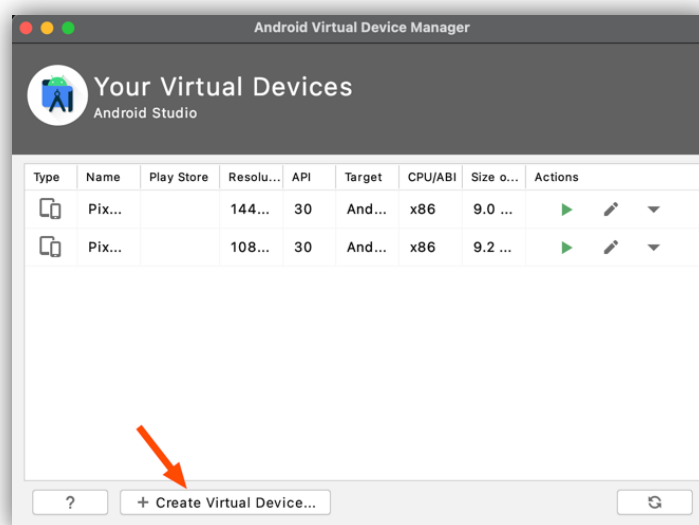 Android Virtual Device Manager
Your Virtual Devices
Android Studio
Type Name Play Store Resolu... API Target CPU/ABI Size o... Actions
Pix... 144... 30 And... x86 9.0 ...
Pix... 108... 30 And... x86 9.2 ...
? + Create Virtual Device...